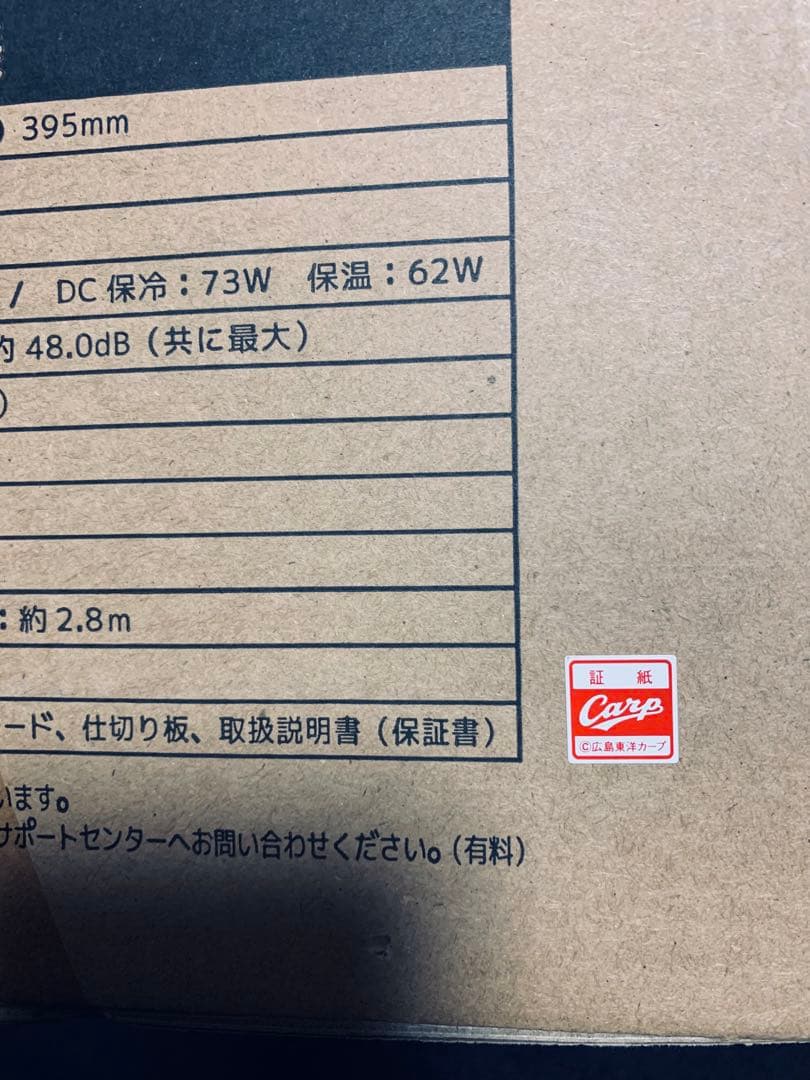 395mm
/ DC 保冷：73W 保温：62W
約 48.0dB（共に最大）
)
：約 2.8m
ード、仕切り板、取扱説明書（保証書）
います。
サポートセンターへお問い合わせください。（有料）
証 紙
Carp
©広島東洋カープ